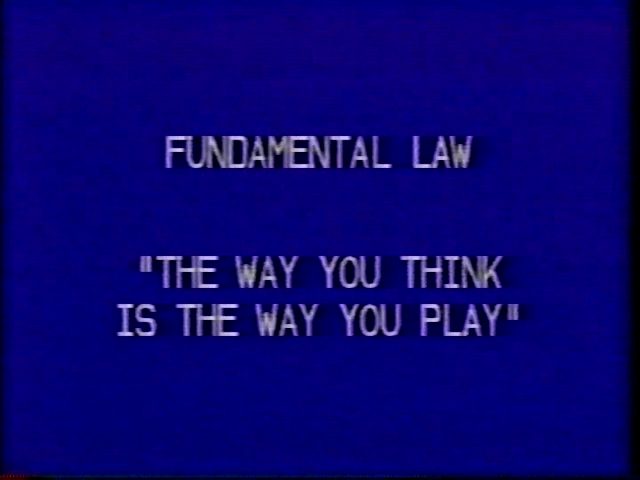 FUNDAMENTAL LAW
"THE WAY YOU THINK
IS THE WAY YOU PLAY"